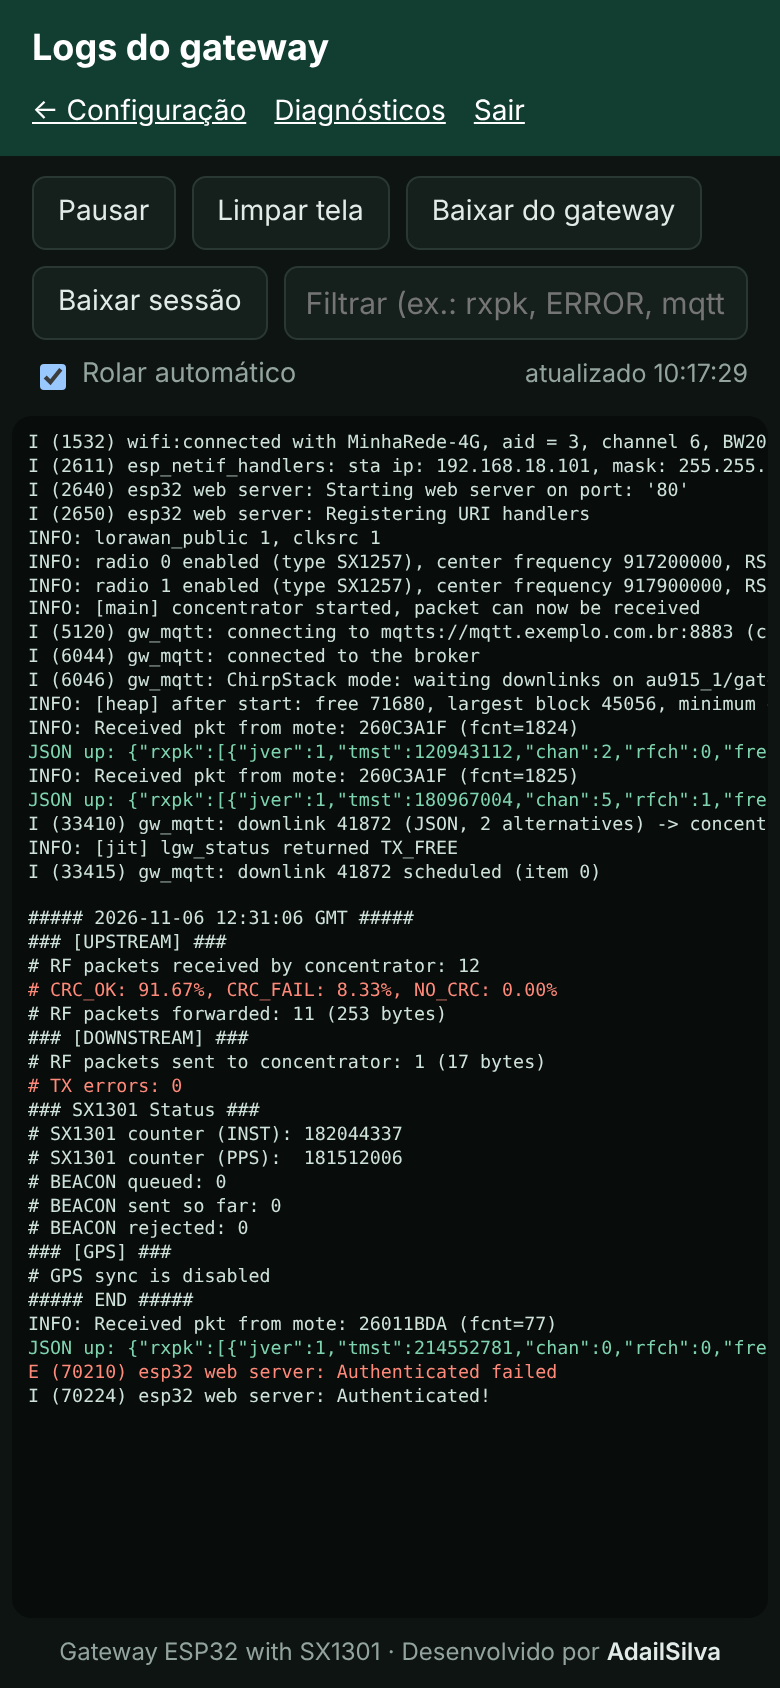 Logs do gateway
← Configuração Diagnósticos Sair
Pausar Limpar tela Baixar do gateway
Baixar sessão Filtrar (ex.: rxpk, ERROR, mqtt
Rolar automático atualizado 10:17:29
I (1532) wifi:connected with MinhaRede-4G, aid = 3, channel 6, BW20
I (2611) esp_netif_handlers: sta ip: 192.168.18.101, mask: 255.255.
I (2640) esp32 web server: Starting web server on port: '80'
I (2650) esp32 web server: Registering URI handlers
INFO: lorawan_public 1, clksrc 1
INFO: radio 0 enabled (type SX1257), center frequency 917200000, RS
INFO: radio 1 enabled (type SX1257), center frequency 917900000, RS
INFO: [main] concentrator started, packet can now be received
I (5120) gw_mqtt: connecting to mqtts://mqtt.exemplo.com.br:8883 (c
I (6044) gw_mqtt: connected to the broker
I (6046) gw_mqtt: ChirpStack mode: waiting downlinks on au915_1/gat
INFO: [heap] after start: free 71680, largest block 45056, minimum
INFO: Received pkt from mote: 260C3A1F (fcnt=1824)
JSON up: {"rxpk":[{"jver":1,"tmst":120943112,"chan":2,"rfch":0,"fre
INFO: Received pkt from mote: 260C3A1F (fcnt=1825)
JSON up: {"rxpk":[{"jver":1,"tmst":180967004,"chan":5,"rfch":1,"fre
I (33410) gw_mqtt: downlink 41872 (JSON, 2 alternatives) -> concent
INFO: [jit] lgw_status returned TX_FREE
I (33415) gw_mqtt: downlink 41872 scheduled (item 0)
##### 2026-11-06 12:31:06 GMT #####
### [UPSTREAM] ###
# RF packets received by concentrator: 12
# CRC_OK: 91.67%, CRC_FAIL: 8.33%, NO_CRC: 0.00%
# RF packets forwarded: 11 (253 bytes)
### [DOWNSTREAM] ###
# RF packets sent to concentrator: 1 (17 bytes)
# TX errors: 0
### SX1301 Status ###
# SX1301 counter (INST): 182044337
# SX1301 counter (PPS):  181512006
# BEACON queued: 0
# BEACON sent so far: 0
# BEACON rejected: 0
### [GPS] ###
# GPS sync is disabled
##### END #####
INFO: Received pkt from mote: 26011BDA (fcnt=77)
JSON up: {"rxpk":[{"jver":1,"tmst":214552781,"chan":0,"rfch":0,"fre
E (70210) esp32 web server: Authenticated failed
I (70224) esp32 web server: Authenticated!
Gateway ESP32 with SX1301 · Desenvolvido por AdailSilva